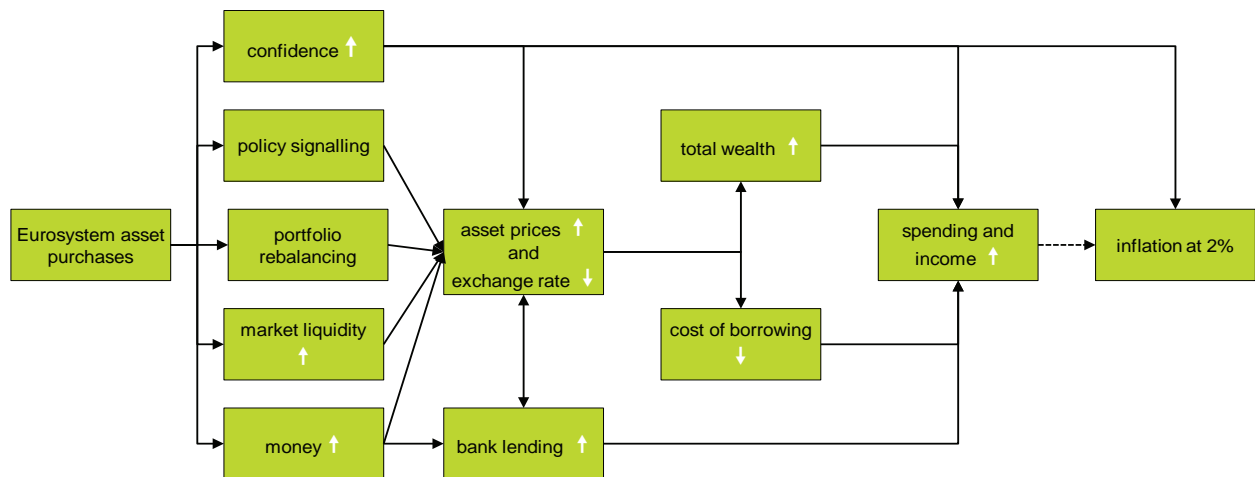 confidence ↑
policy signalling
total wealth ↑
Eurosystem asset
purchases
portfolio
rebalancing
asset prices ↑
and
exchange rate ↓
spending and
income ↑
inflation at 2%
market liquidity
↑
cost of borrowing
↓
money ↑
bank lending ↑